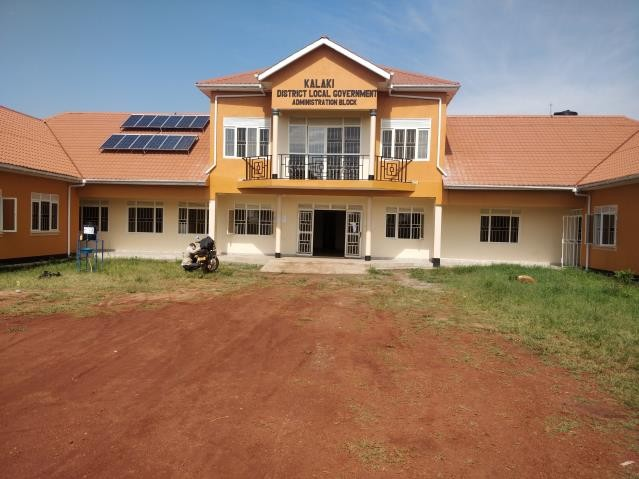 KALAKI
DISTRICT LOCAL GOVERNMENT
ADMINISTRATION BLOCK